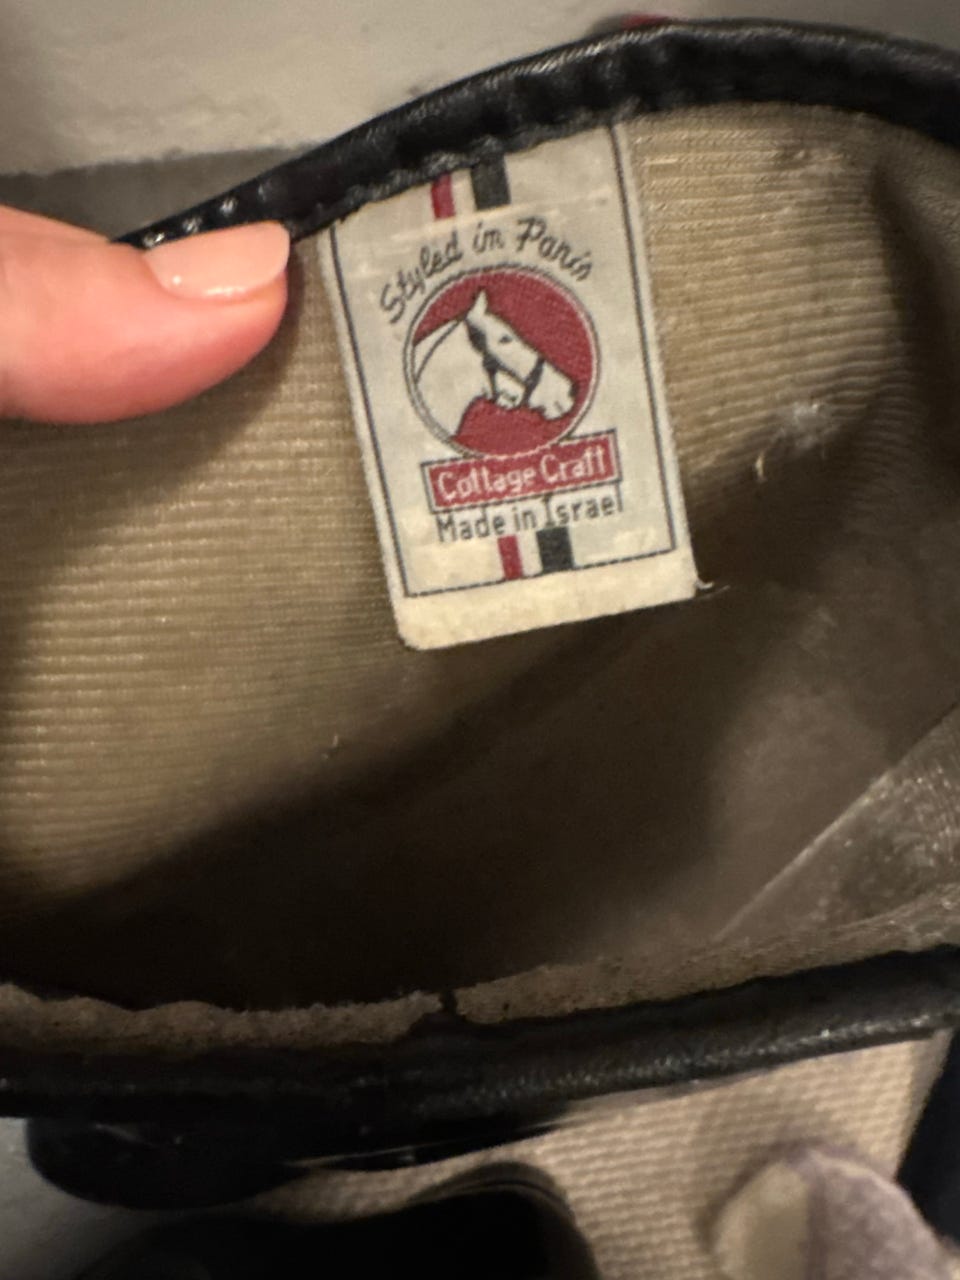 Styled in Paris
Cottage Craft
Made in Israel